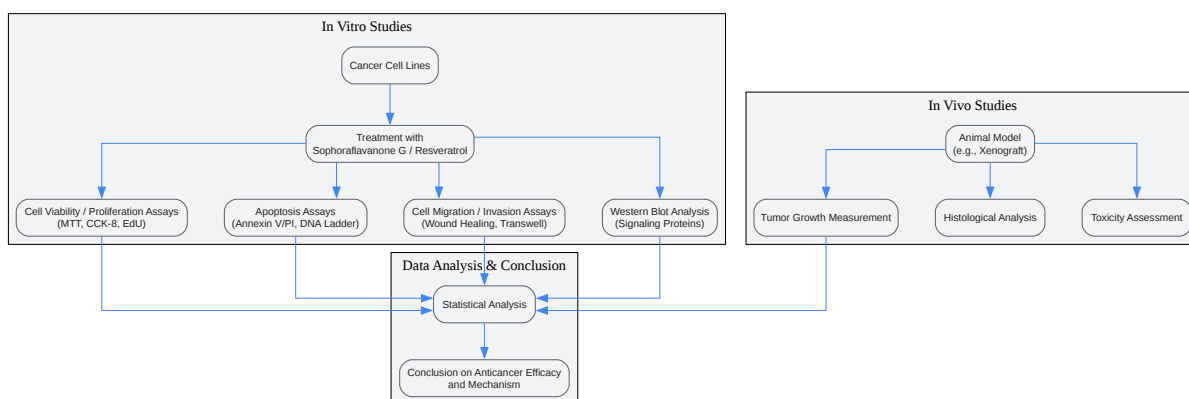 In Vitro Studies
Cancer Cell Lines
Treatment with
Sophoraflavanone G / Resveratrol
Cell Viability / Proliferation Assays
(MTT, CCK-8, EdU)
Apoptosis Assays
(Annexin V/PI, DNA Ladder)
Cell Migration / Invasion Assays
(Wound Healing, Transwell)
Western Blot Analysis
(Signaling Proteins)
In Vivo Studies
Animal Model
(e.g., Xenograft)
Tumor Growth Measurement
Histological Analysis
Toxicity Assessment
Data Analysis & Conclusion
Statistical Analysis
Conclusion on Anticancer Efficacy
and Mechanism